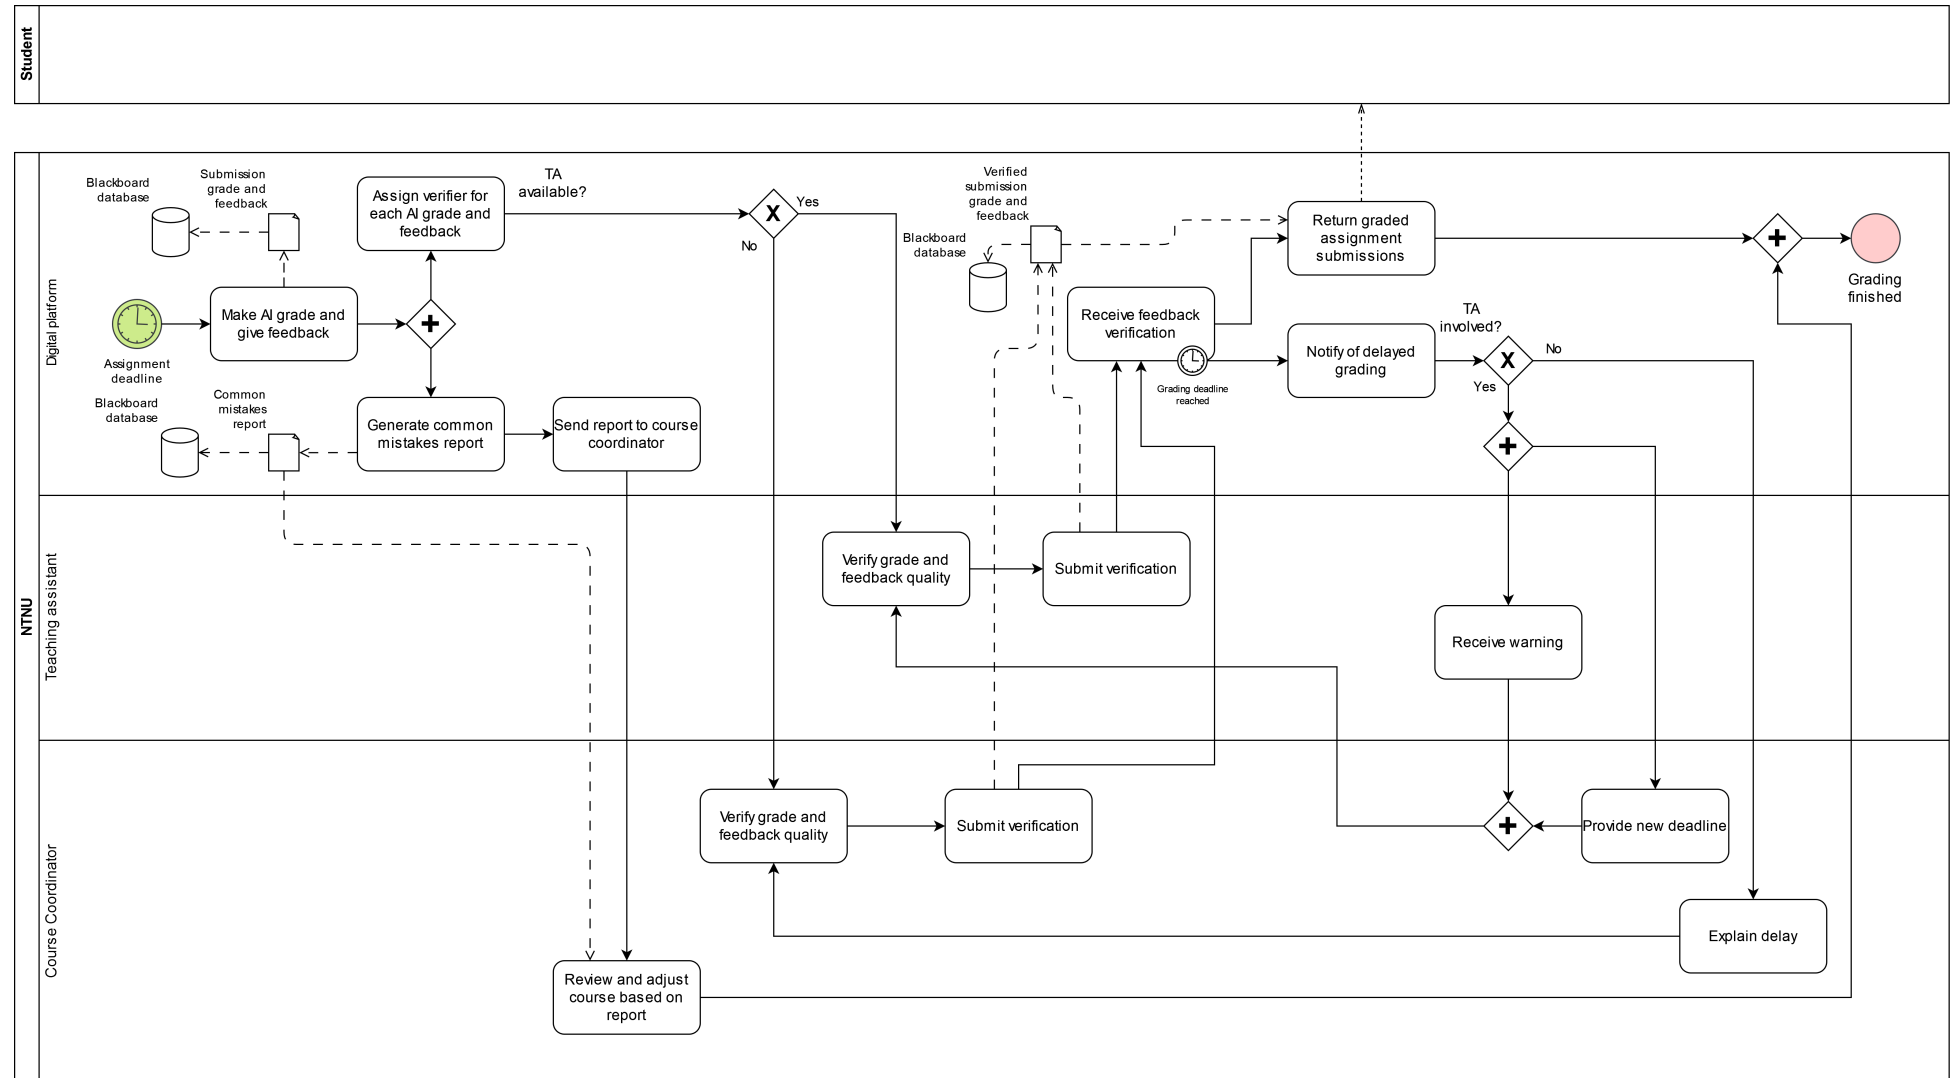 Student
NTNU
Digital platform
Teaching assistant
Course Coordinator
Blackboard
database
Submission
grade and
feedback
Assign verifier for
each AI grade and
feedback
TA
available?
X
Yes
No
Assignment
deadline
Make AI grade and
give feedback
Blackboard
database
Common
mistakes
report
Generate common
mistakes report
Send report to course
coordinator
Verified
submission
grade and
feedback
Blackboard
database
Receive feedback
verification
Grading deadline
reached
Return graded
assignment
submissions
Notify of delayed
grading
TA
involved?
X
No
Yes
Grading
finished
Verify grade and
feedback quality
Submit verification
Receive warning
Verify grade and
feedback quality
Submit verification
Provide new deadline
Explain delay
Review and adjust
course based on
report